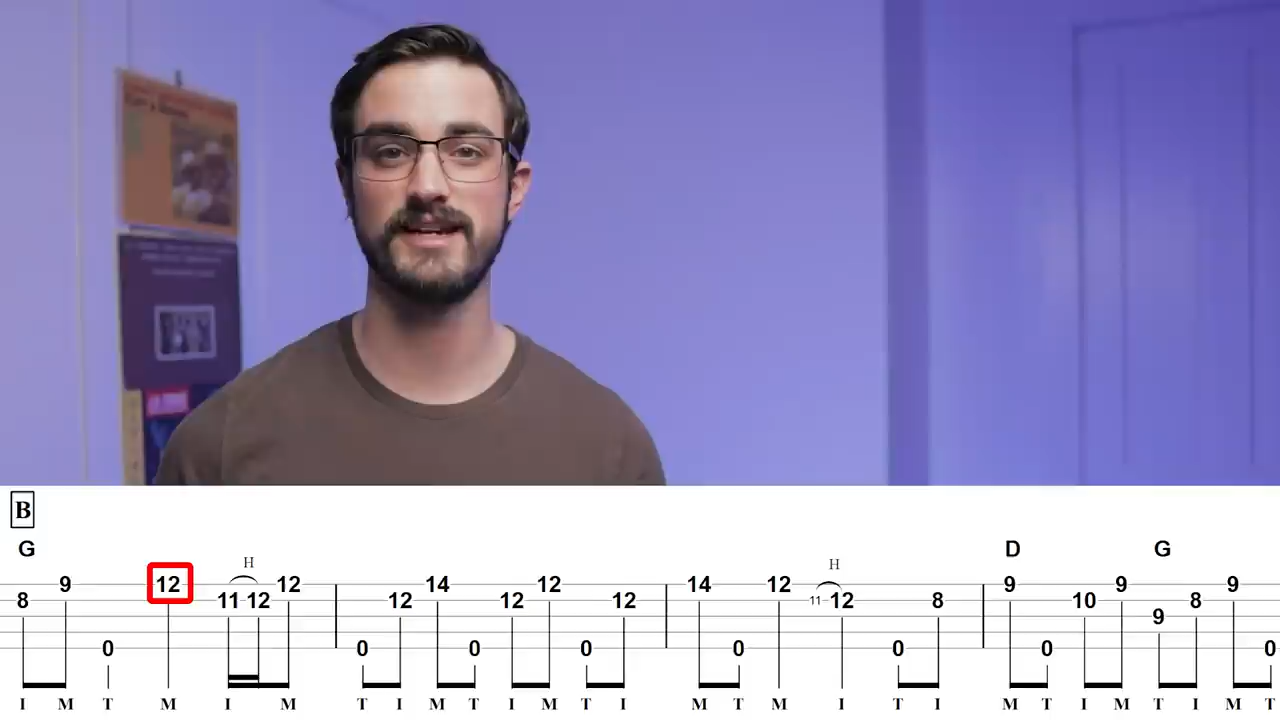 B
G D G
H H
9 12 12 14 12 14 12 9 9 9
8 11 12 12 12 12 11 12 8 10 8
9
0 0 0 0 0 0 0 0
I M T M I M T I M T I M T I M T M I T I M T I M T I M T